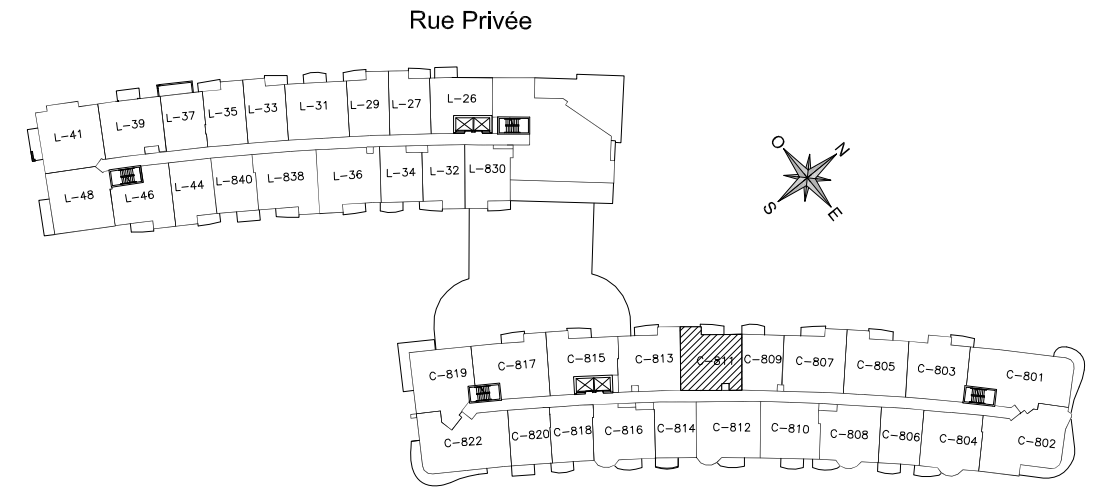 Rue Privée
L-41
L-39
L-37
L-35
L-33
L-31
L-29
L-27
L-26
L-48
L-46
L-44
L-840
L-838
L-36
L-34
L-32
L-830
O
N
S
E
C-819
C-817
C-815
C-813
C-811
C-809
C-807
C-805
C-803
C-801
C-822
C-820
C-818
C-816
C-814
C-812
C-810
C-808
C-806
C-804
C-802